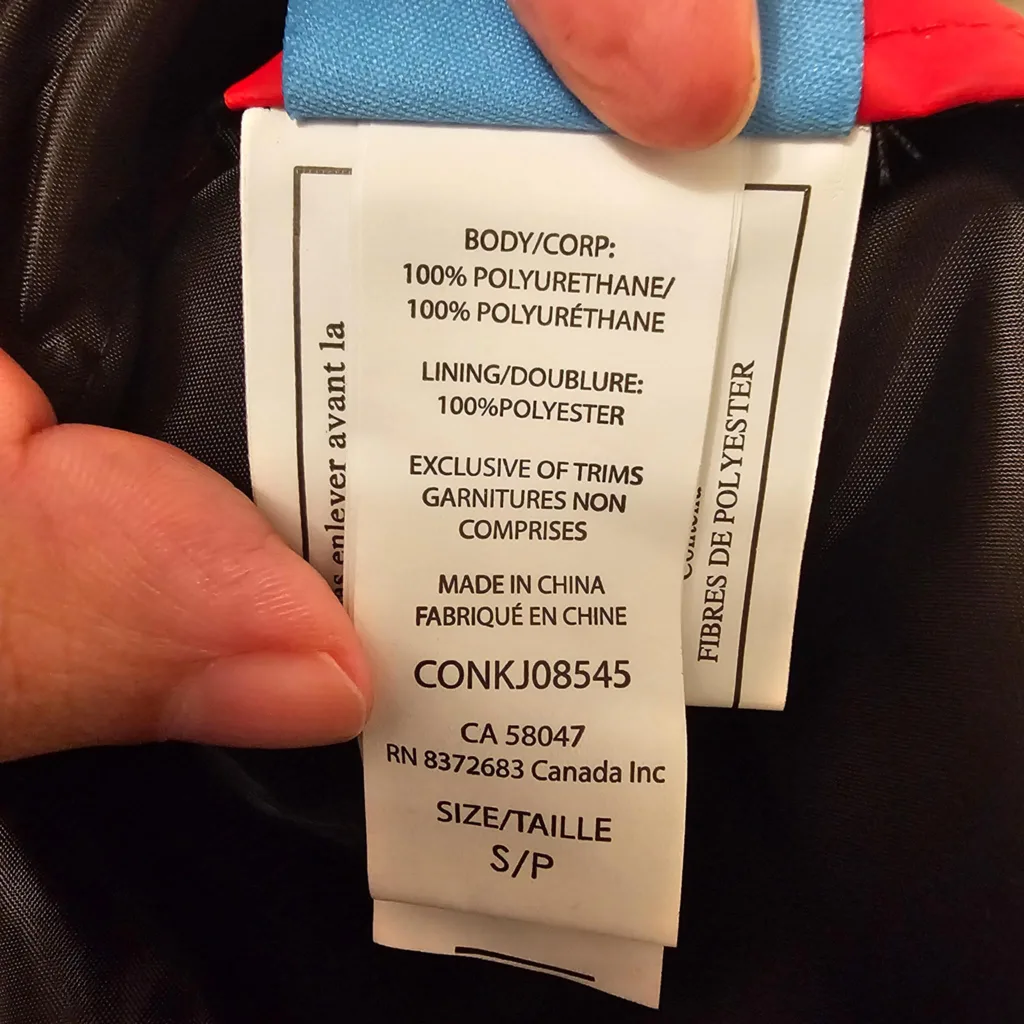 BODY/CORP:
100% POLYURETHANE/
100% POLYURÉTHANE
LINING/DOUBLURE:
100%POLYESTER
EXCLUSIVE OF TRIMS
GARNITURES NON
COMPRISES
MADE IN CHINA
FABRIQUÉ EN CHINE
CONKJ08545
CA 58047
RN 8372683 Canada Inc
SIZE/TAILLE
S/P
enlever avant la
FIBRES DE POLYESTER